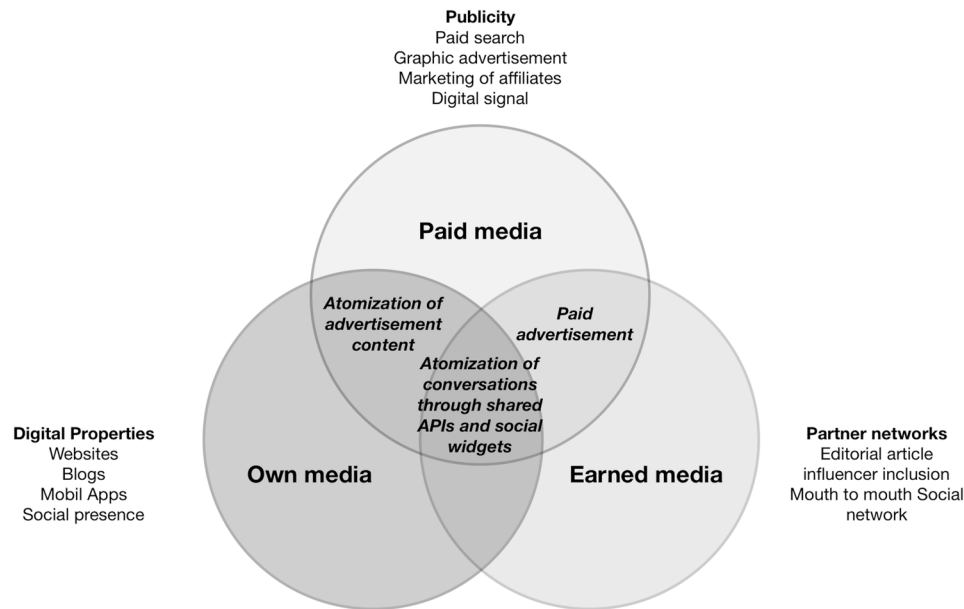 Publicity
Paid search
Graphic advertisement
Marketing of affiliates
Digital signal
Paid media
Atomization of
advertisement
content
Paid
advertisement
Atomization of
conversations
through shared
APIs and social
widgets
Digital Properties
Websites
Blogs
Mobil Apps
Social presence
Own media
Earned media
Partner networks
Editorial article
influencer inclusion
Mouth to mouth Social
network